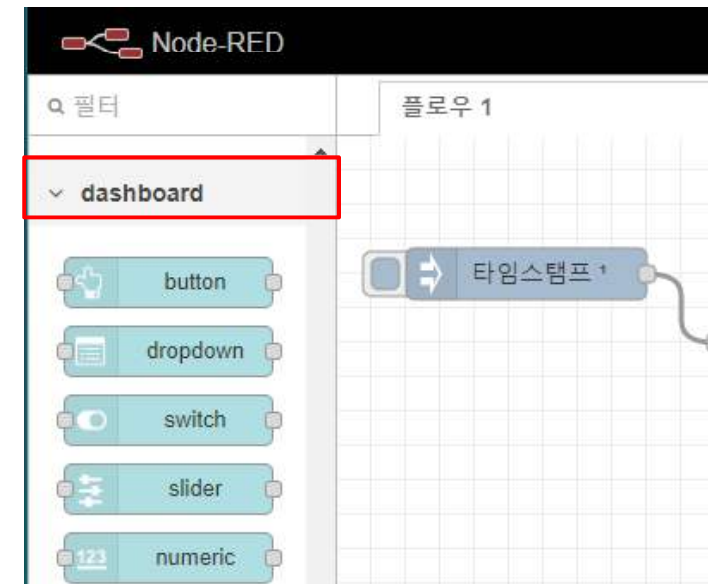 Node-RED
필터
플로우 1
dashboard
button
타임스탬프 ¹
dropdown
switch
slider
123
numeric